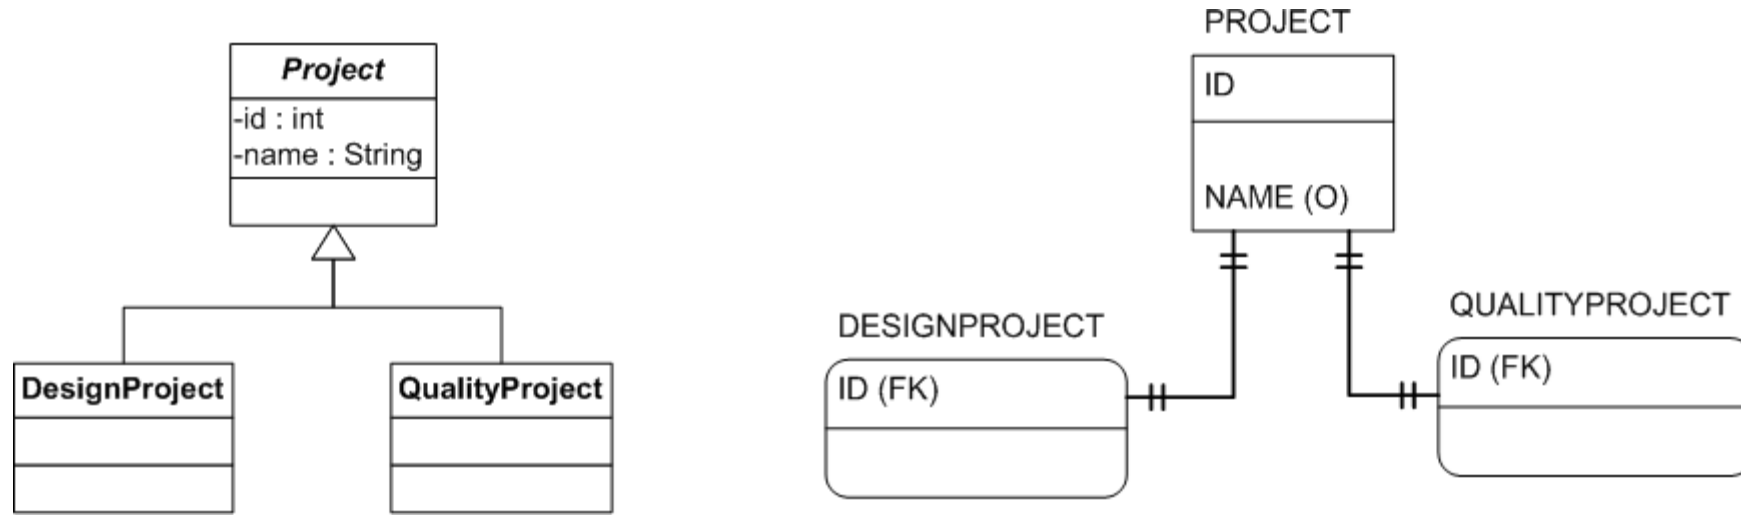 Project
-id : int
-name : String
DesignProject
QualityProject
PROJECT
ID
NAME (O)
DESIGNPROJECT
ID (FK)
QUALITYPROJECT
ID (FK)